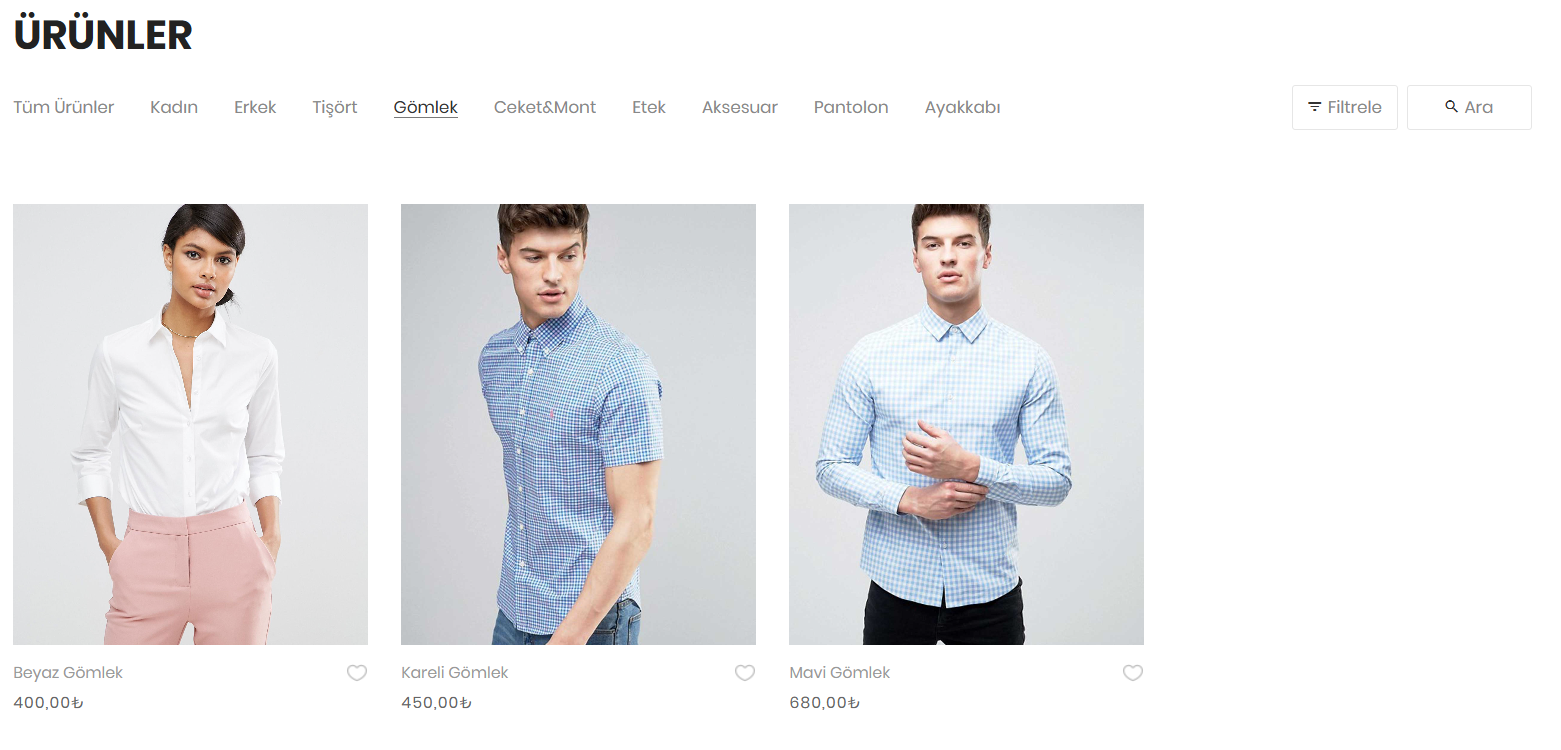 ÜRÜNLER
Tüm Ürünler Kadın Erkek Tişört Gömlek Ceket&Mont Etek Aksesuar Pantolon Ayakkabı Filtrele Ara
Beyaz Gömlek Kareli Gömlek Mavi Gömlek
400,00₺ 450,00₺ 680,00₺